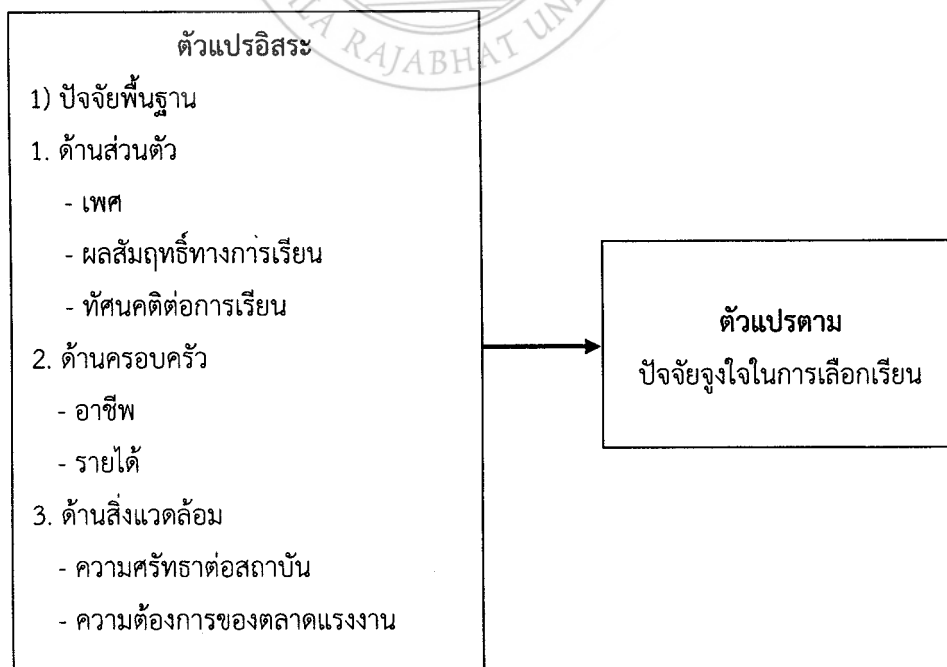 LA RAJABHAT UNI
ตัวแปรอิสระ
1) ปัจจัยพื้นฐาน
1. ด้านส่วนตัว
- เพศ
- ผลสัมฤทธิ์ทางการเรียน
- ทัศนคติต่อการเรียน
2. ด้านครอบครัว
- อาชีพ
- รายได้
3. ด้านสิ่งแวดล้อม
- ความศรัทธาต่อสถาบัน
- ความต้องการของตลาดแรงงาน
ตัวแปรตาม
ปัจจัยจูงใจในการเลือกเรียน